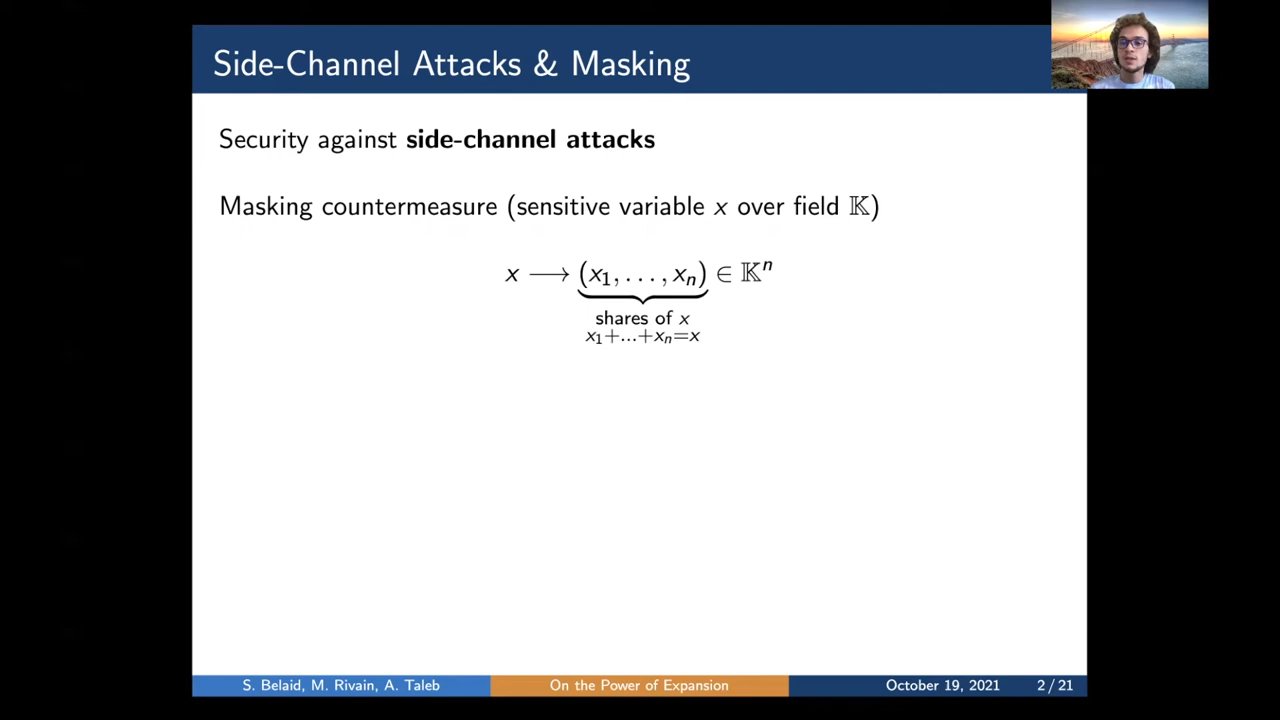 Side-Channel Attacks & Masking
Security against side-channel attacks
Masking countermeasure (sensitive variable x over field 𝕂)
x ⟶ (x₁, . . . , xₙ) ∈ 𝕂ⁿ
shares of x
x₁+...+xₙ=x
S. Belaid, M. Rivain, A. Taleb
On the Power of Expansion
October 19, 2021
2 / 21